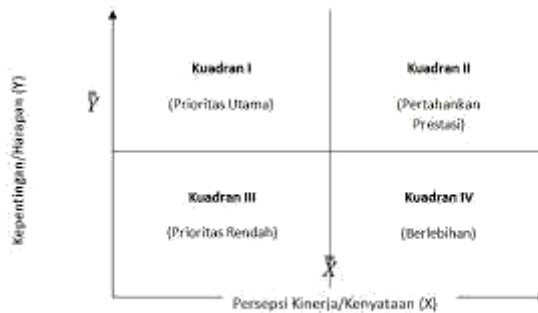 Kuadran I
(Prioritas Utama)
Kuadran II
(Pertahankan
Prestasi)
Kepentingan/Harapan (Y)
Y
Kuadran III
(Prioritas Rendah)
Kuadran IV
(Berlebihan)
X
Persepsi Kinerja/Kenyataan (X)